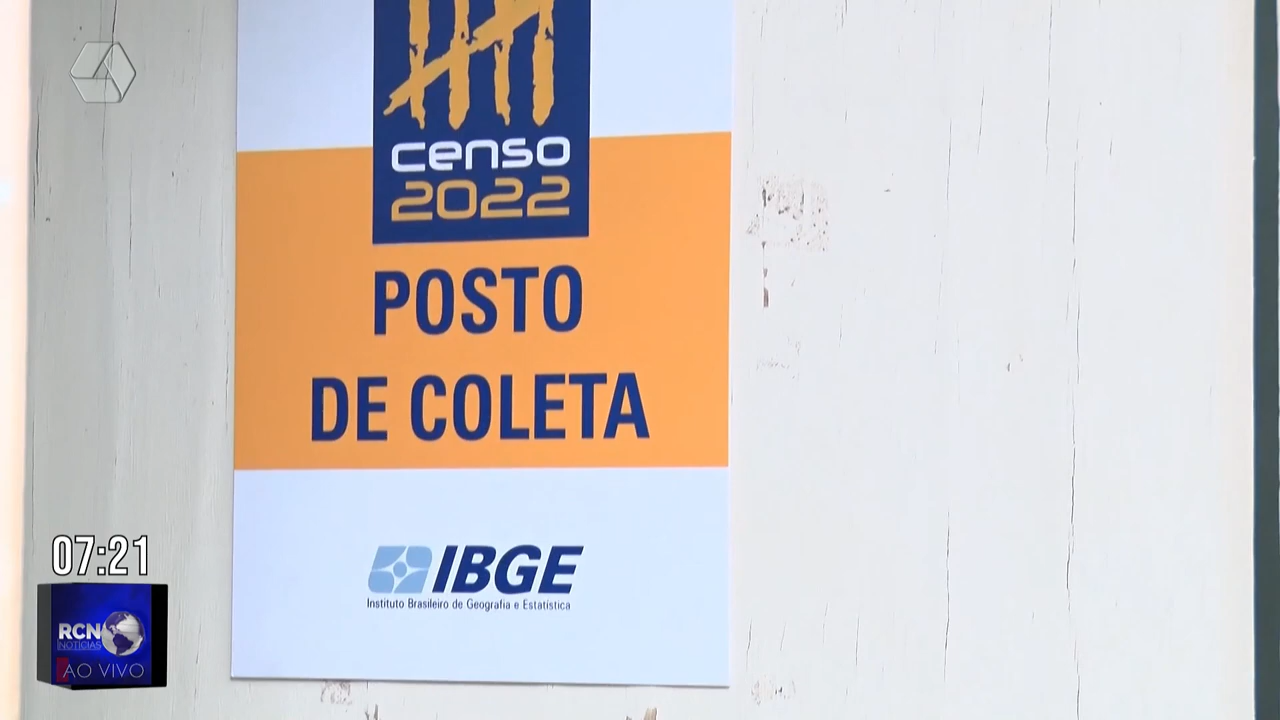 censo
2022
POSTO
DE COLETA
IBGE
Instituto Brasileiro de Geografia e Estatística
07:21
RCN
NOTÍCIAS
AO VIVO